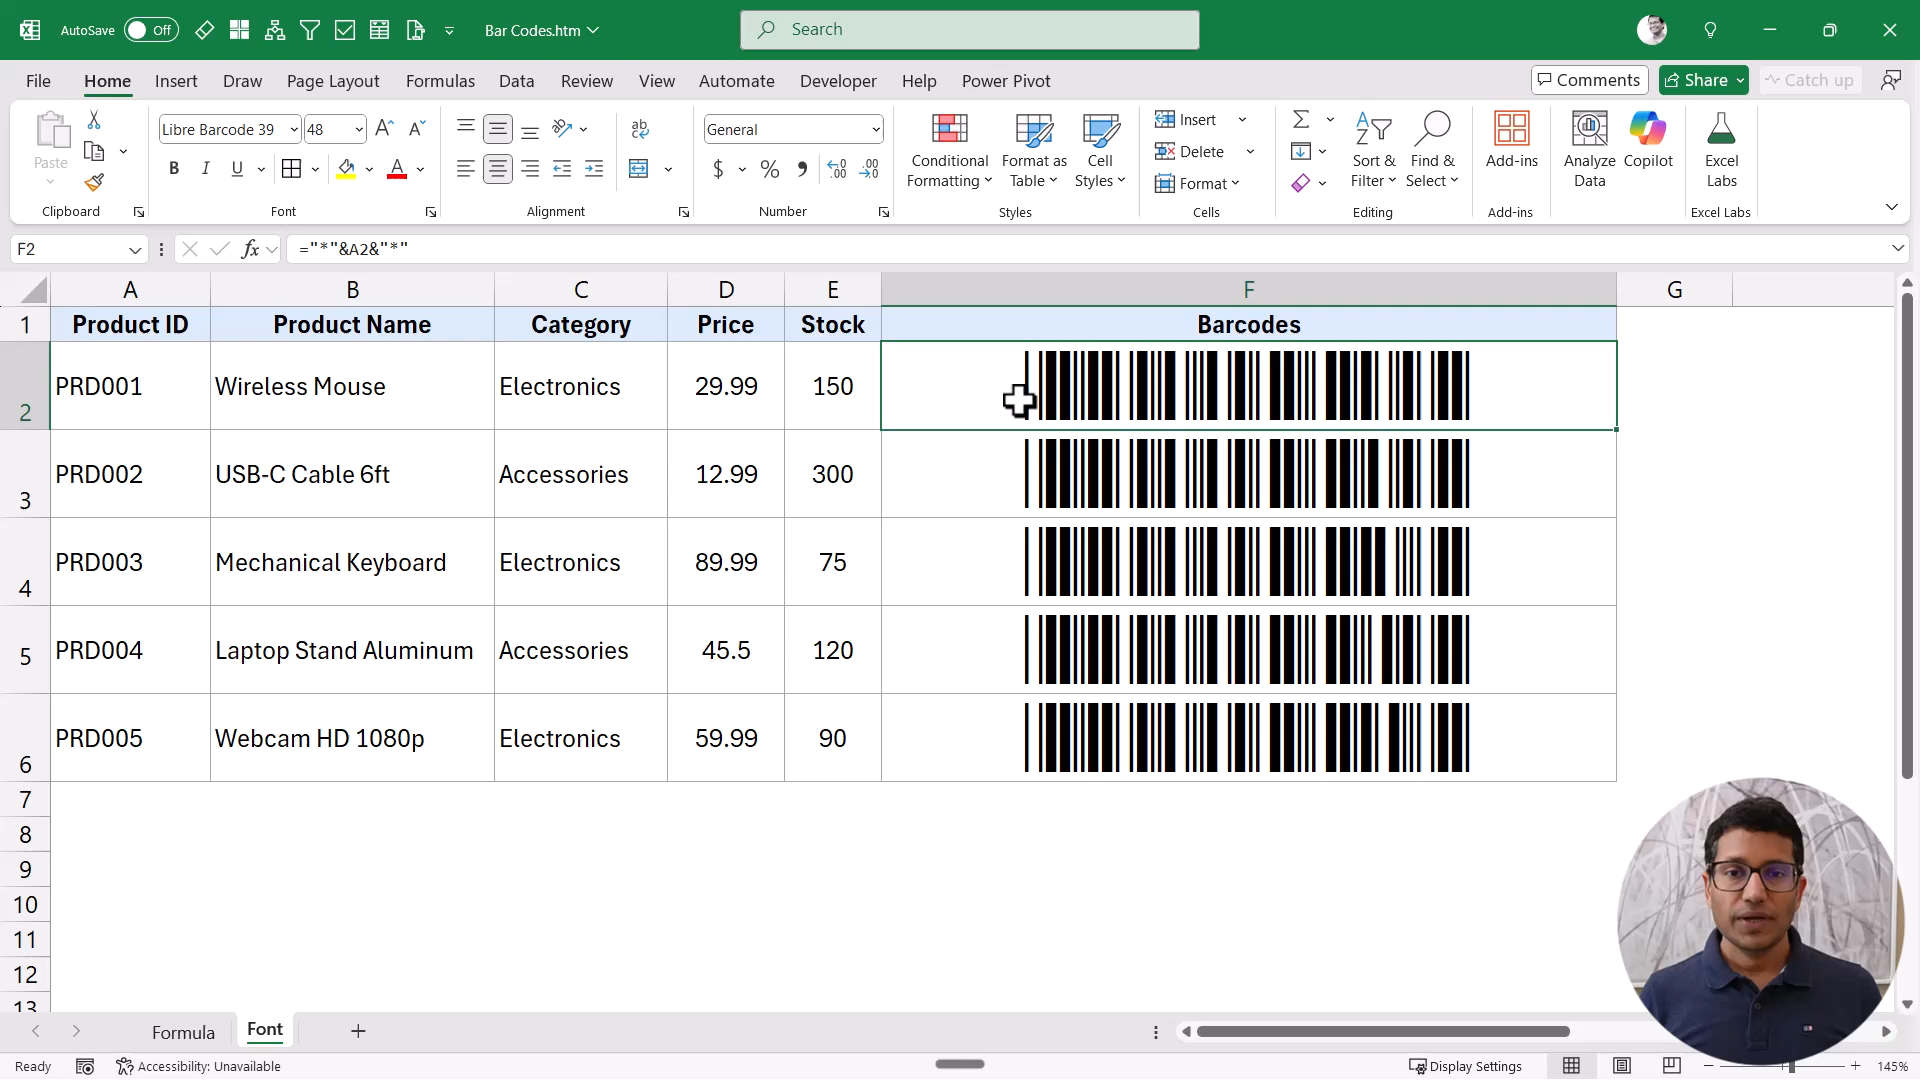 AutoSave Off Bar Codes.htm Search
File Home Insert Draw Page Layout Formulas Data Review View Automate Developer Help Power Pivot Comments Share Catch up
Paste
Libre Barcode 39 48
General
Conditional Formatting
Format as Table
Cell Styles
Insert
Delete
Format
Sort & Filter
Find & Select
Add-ins
Analyze Data
Copilot
Excel Labs
Clipboard Font Alignment Number Styles Cells Editing Add-ins Excel Labs
F2 fx ="*"&A2&"*"
A B C D E F G
1 Product ID Product Name Category Price Stock Barcodes
2 PRD001 Wireless Mouse Electronics 29.99 150
3 PRD002 USB-C Cable 6ft Accessories 12.99 300
4 PRD003 Mechanical Keyboard Electronics 89.99 75
5 PRD004 Laptop Stand Aluminum Accessories 45.5 120
6 PRD005 Webcam HD 1080p Electronics 59.99 90
7
8
9
10
11
12
13
Formula Font
Ready Accessibility: Unavailable Display Settings 145%